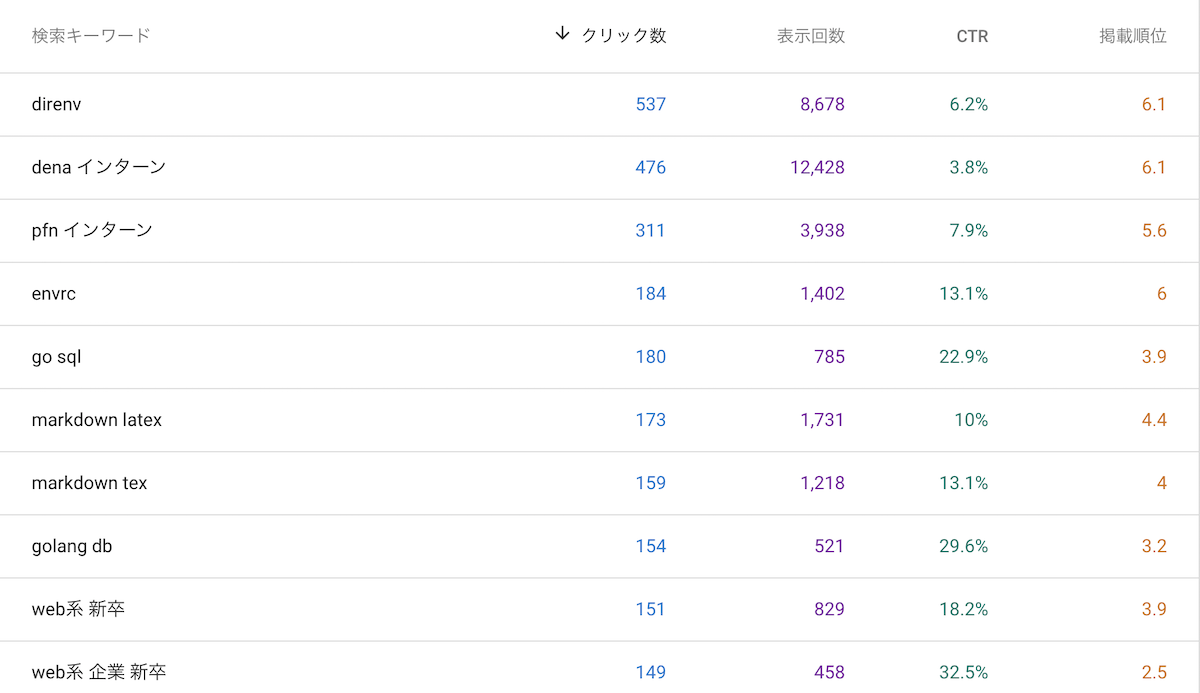 検索キーワード ↓ クリック数 表示回数 CTR 掲載順位
direnv 537 8,678 6.2% 6.1
dena インターン 476 12,428 3.8% 6.1
pfn インターン 311 3,938 7.9% 5.6
envrc 184 1,402 13.1% 6
go sql 180 785 22.9% 3.9
markdown latex 173 1,731 10% 4.4
markdown tex 159 1,218 13.1% 4
golang db 154 521 29.6% 3.2
web系 新卒 151 829 18.2% 3.9
web系 企業 新卒 149 458 32.5% 2.5